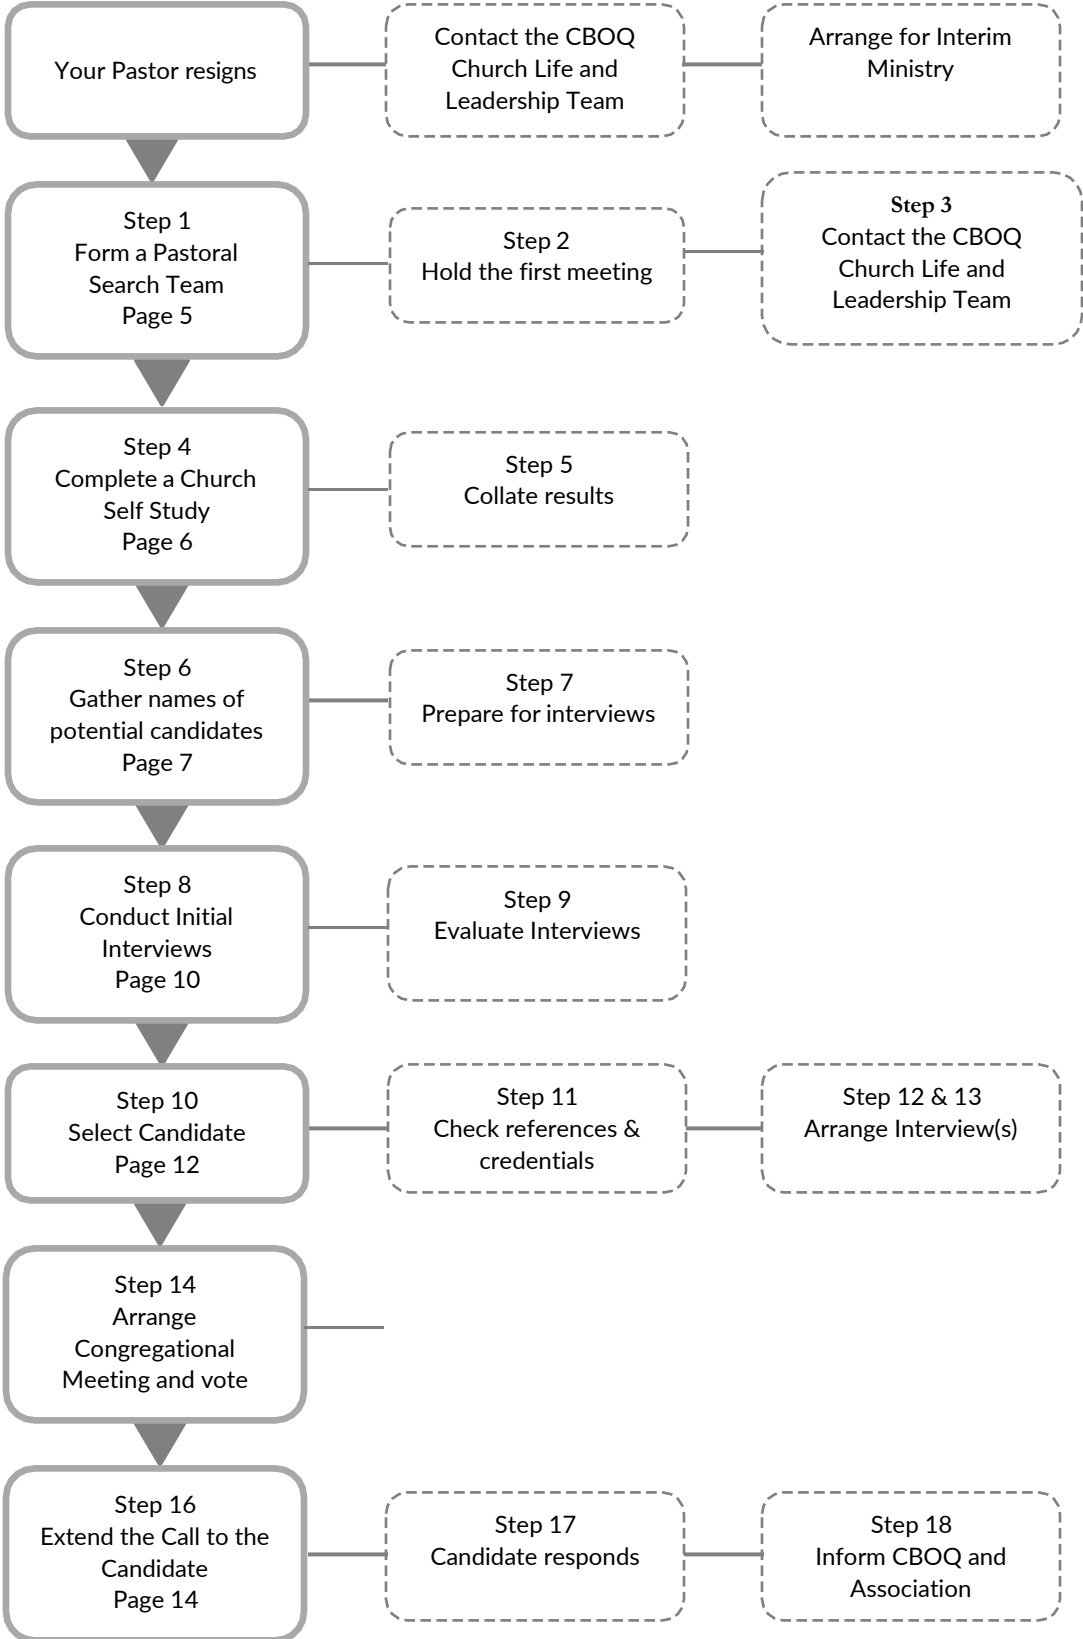 Your Pastor resigns
Contact the CBOQ
Church Life and
Leadership Team
Arrange for Interim
Ministry
Step 1
Form a Pastoral
Search Team
Page 5
Step 2
Hold the first meeting
Step 3
Contact the CBOQ
Church Life and
Leadership Team
Step 4
Complete a Church
Self Study
Page 6
Step 5
Collate results
Step 6
Gather names of
potential candidates
Page 7
Step 7
Prepare for interviews
Step 8
Conduct Initial
Interviews
Page 10
Step 9
Evaluate Interviews
Step 10
Select Candidate
Page 12
Step 11
Check references &
credentials
Step 12 & 13
Arrange Interview(s)
Step 14
Arrange
Congregational
Meeting and vote
Step 16
Extend the Call to the
Candidate
Page 14
Step 17
Candidate responds
Step 18
Inform CBOQ and
Association